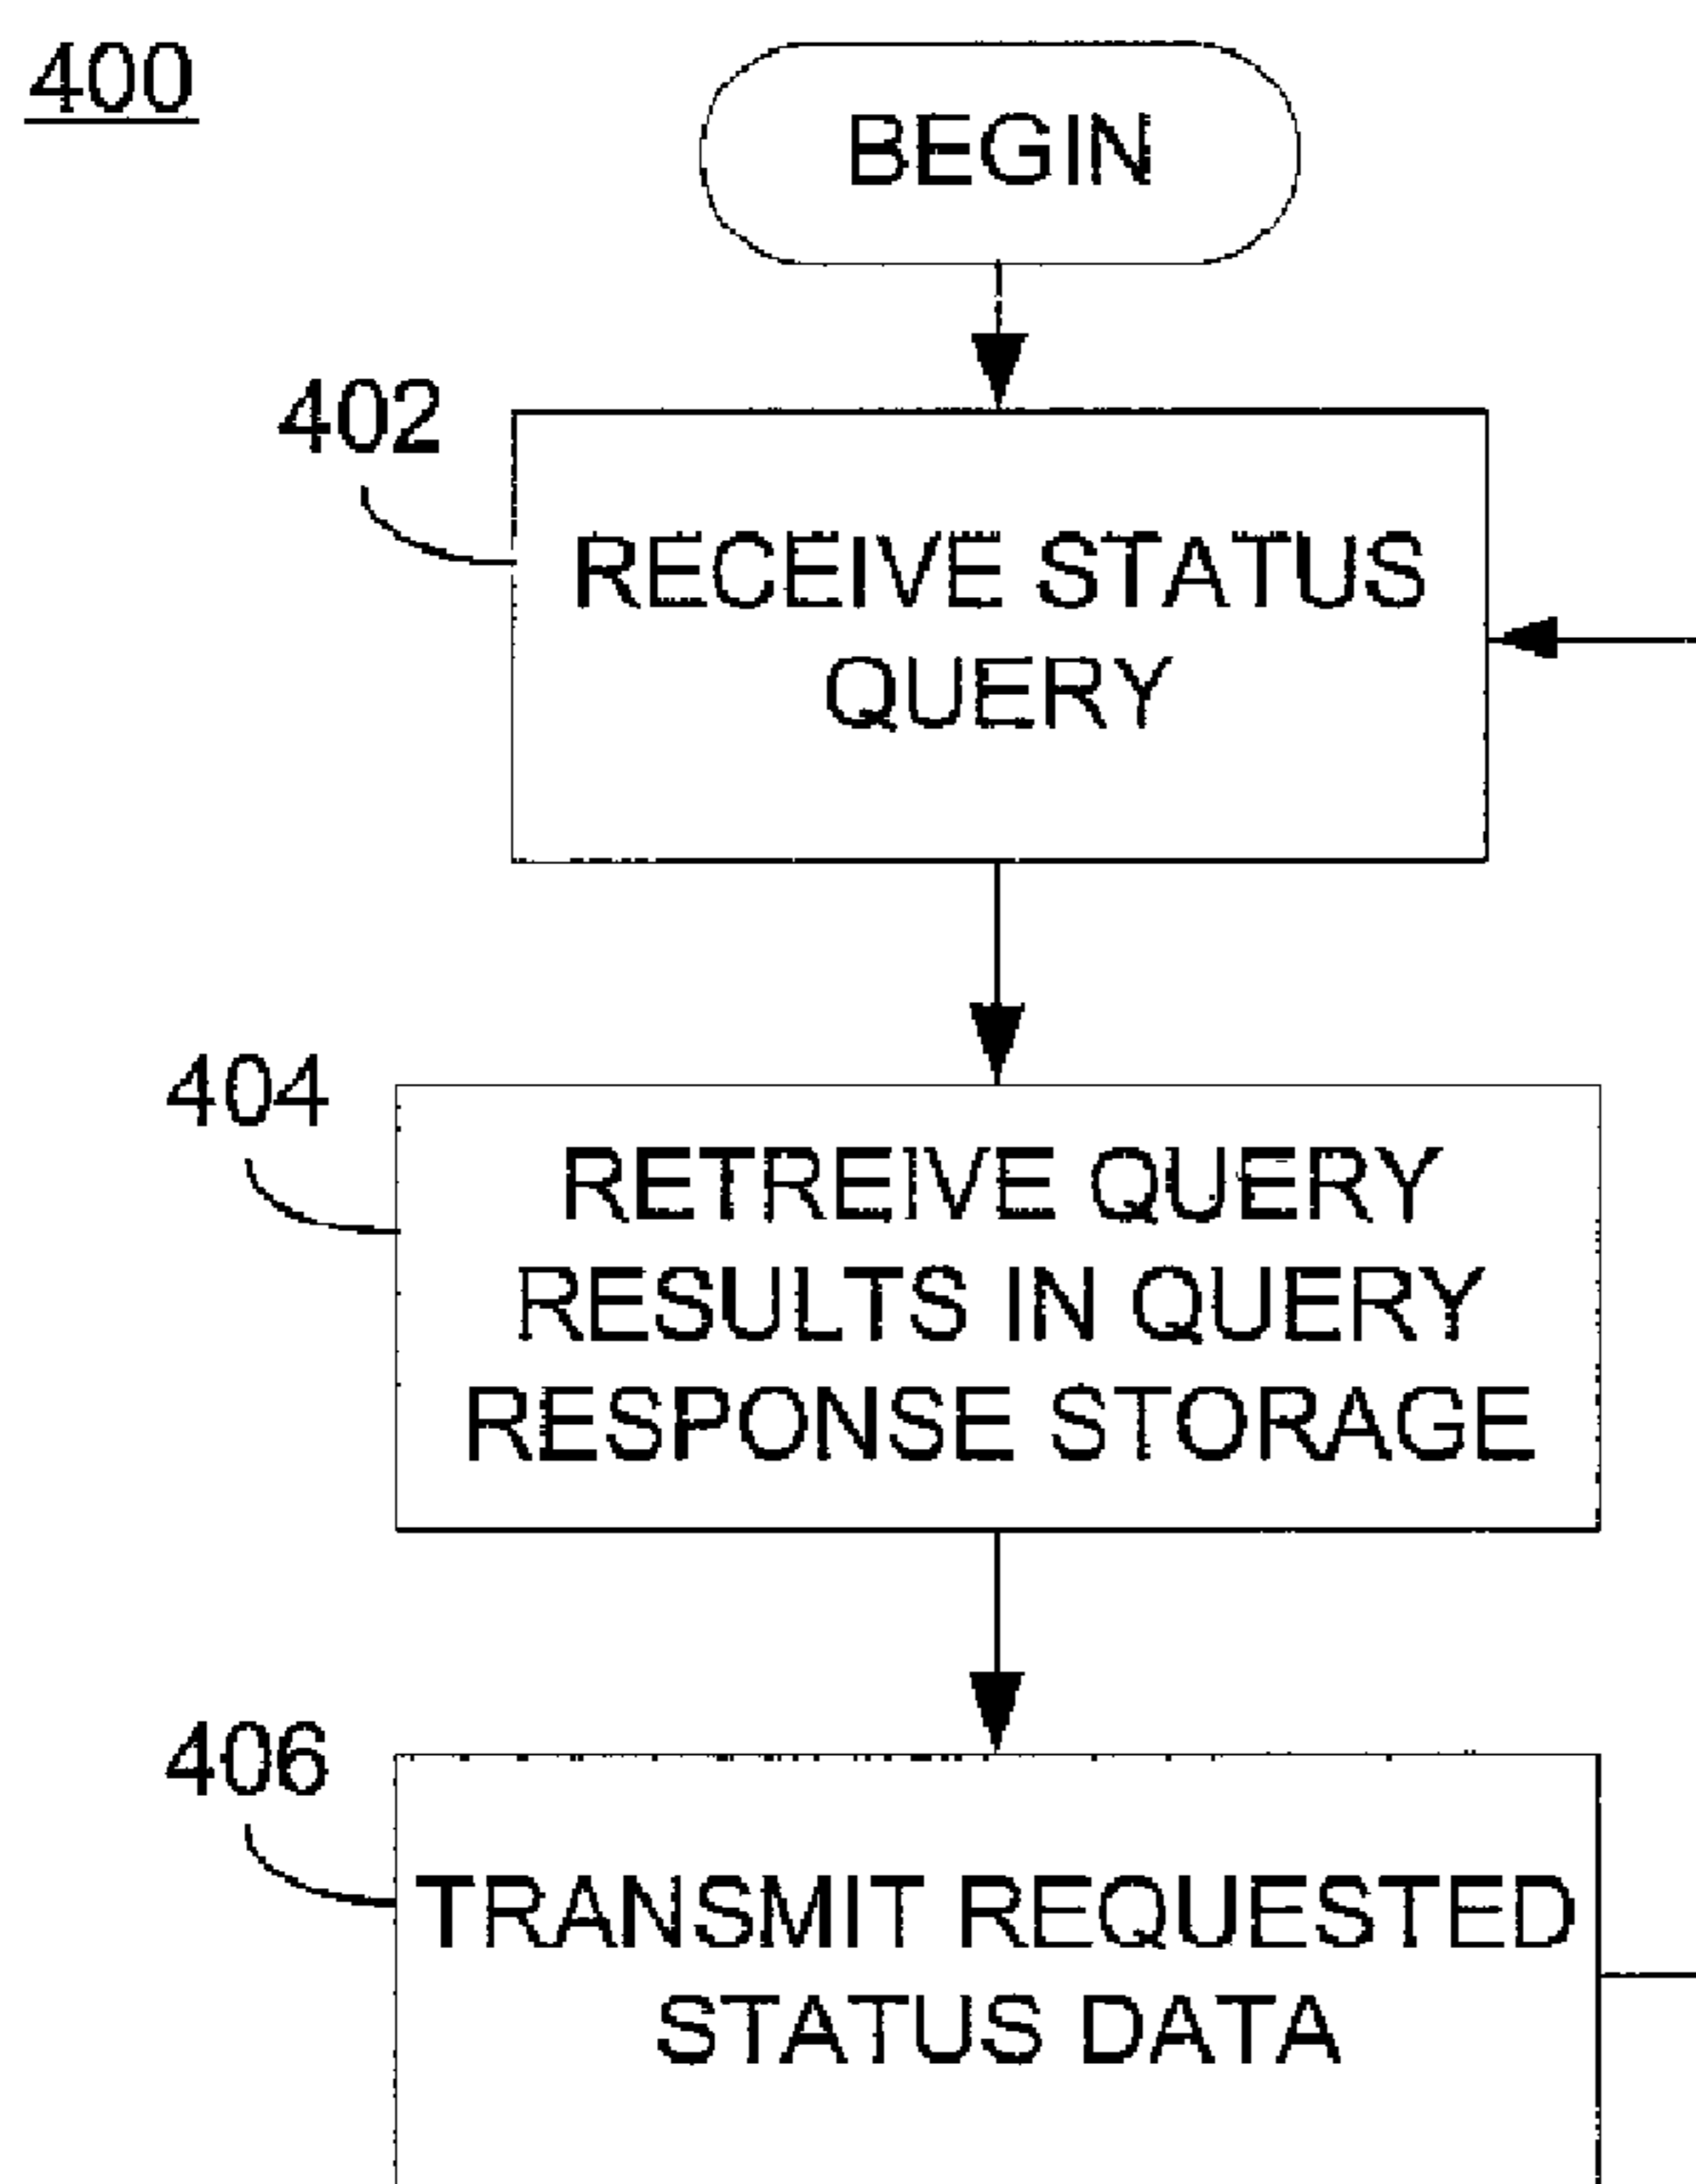 400
BEGIN
402
RECEIVE STATUS
QUERY
404
RETREIVE QUERY
RESULTS IN QUERY
RESPONSE STORAGE
406
TRANSMIT REQUESTED
STATUS DATA